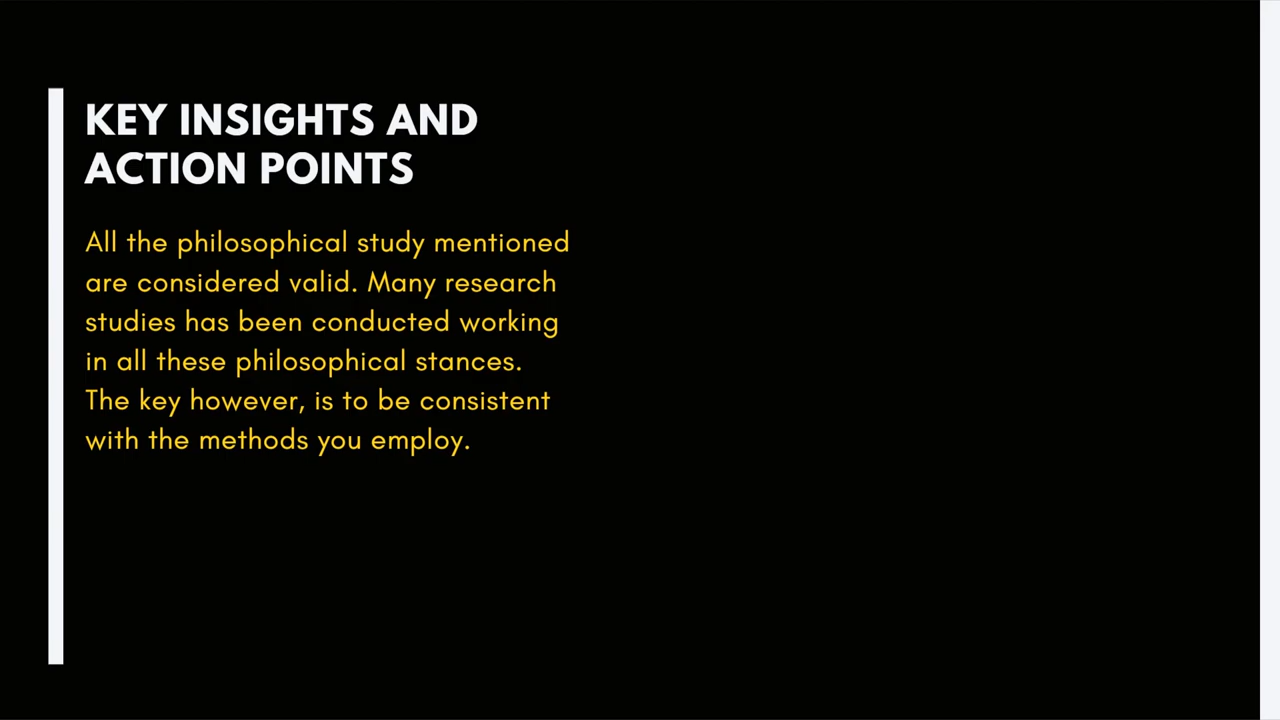 KEY INSIGHTS AND
ACTION POINTS
All the philosophical study mentioned
are considered valid. Many research
studies has been conducted working
in all these philosophical stances.
The key however, is to be consistent
with the methods you employ.